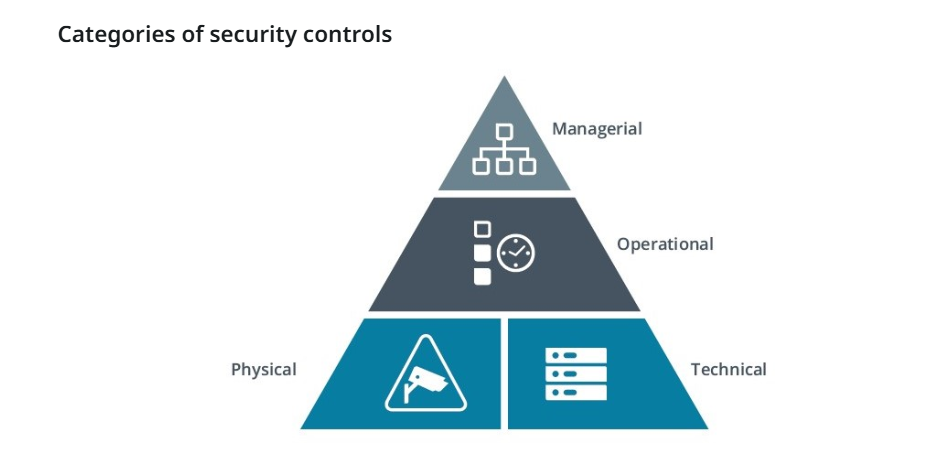 Categories of security controls
Managerial
Operational
Physical
Technical